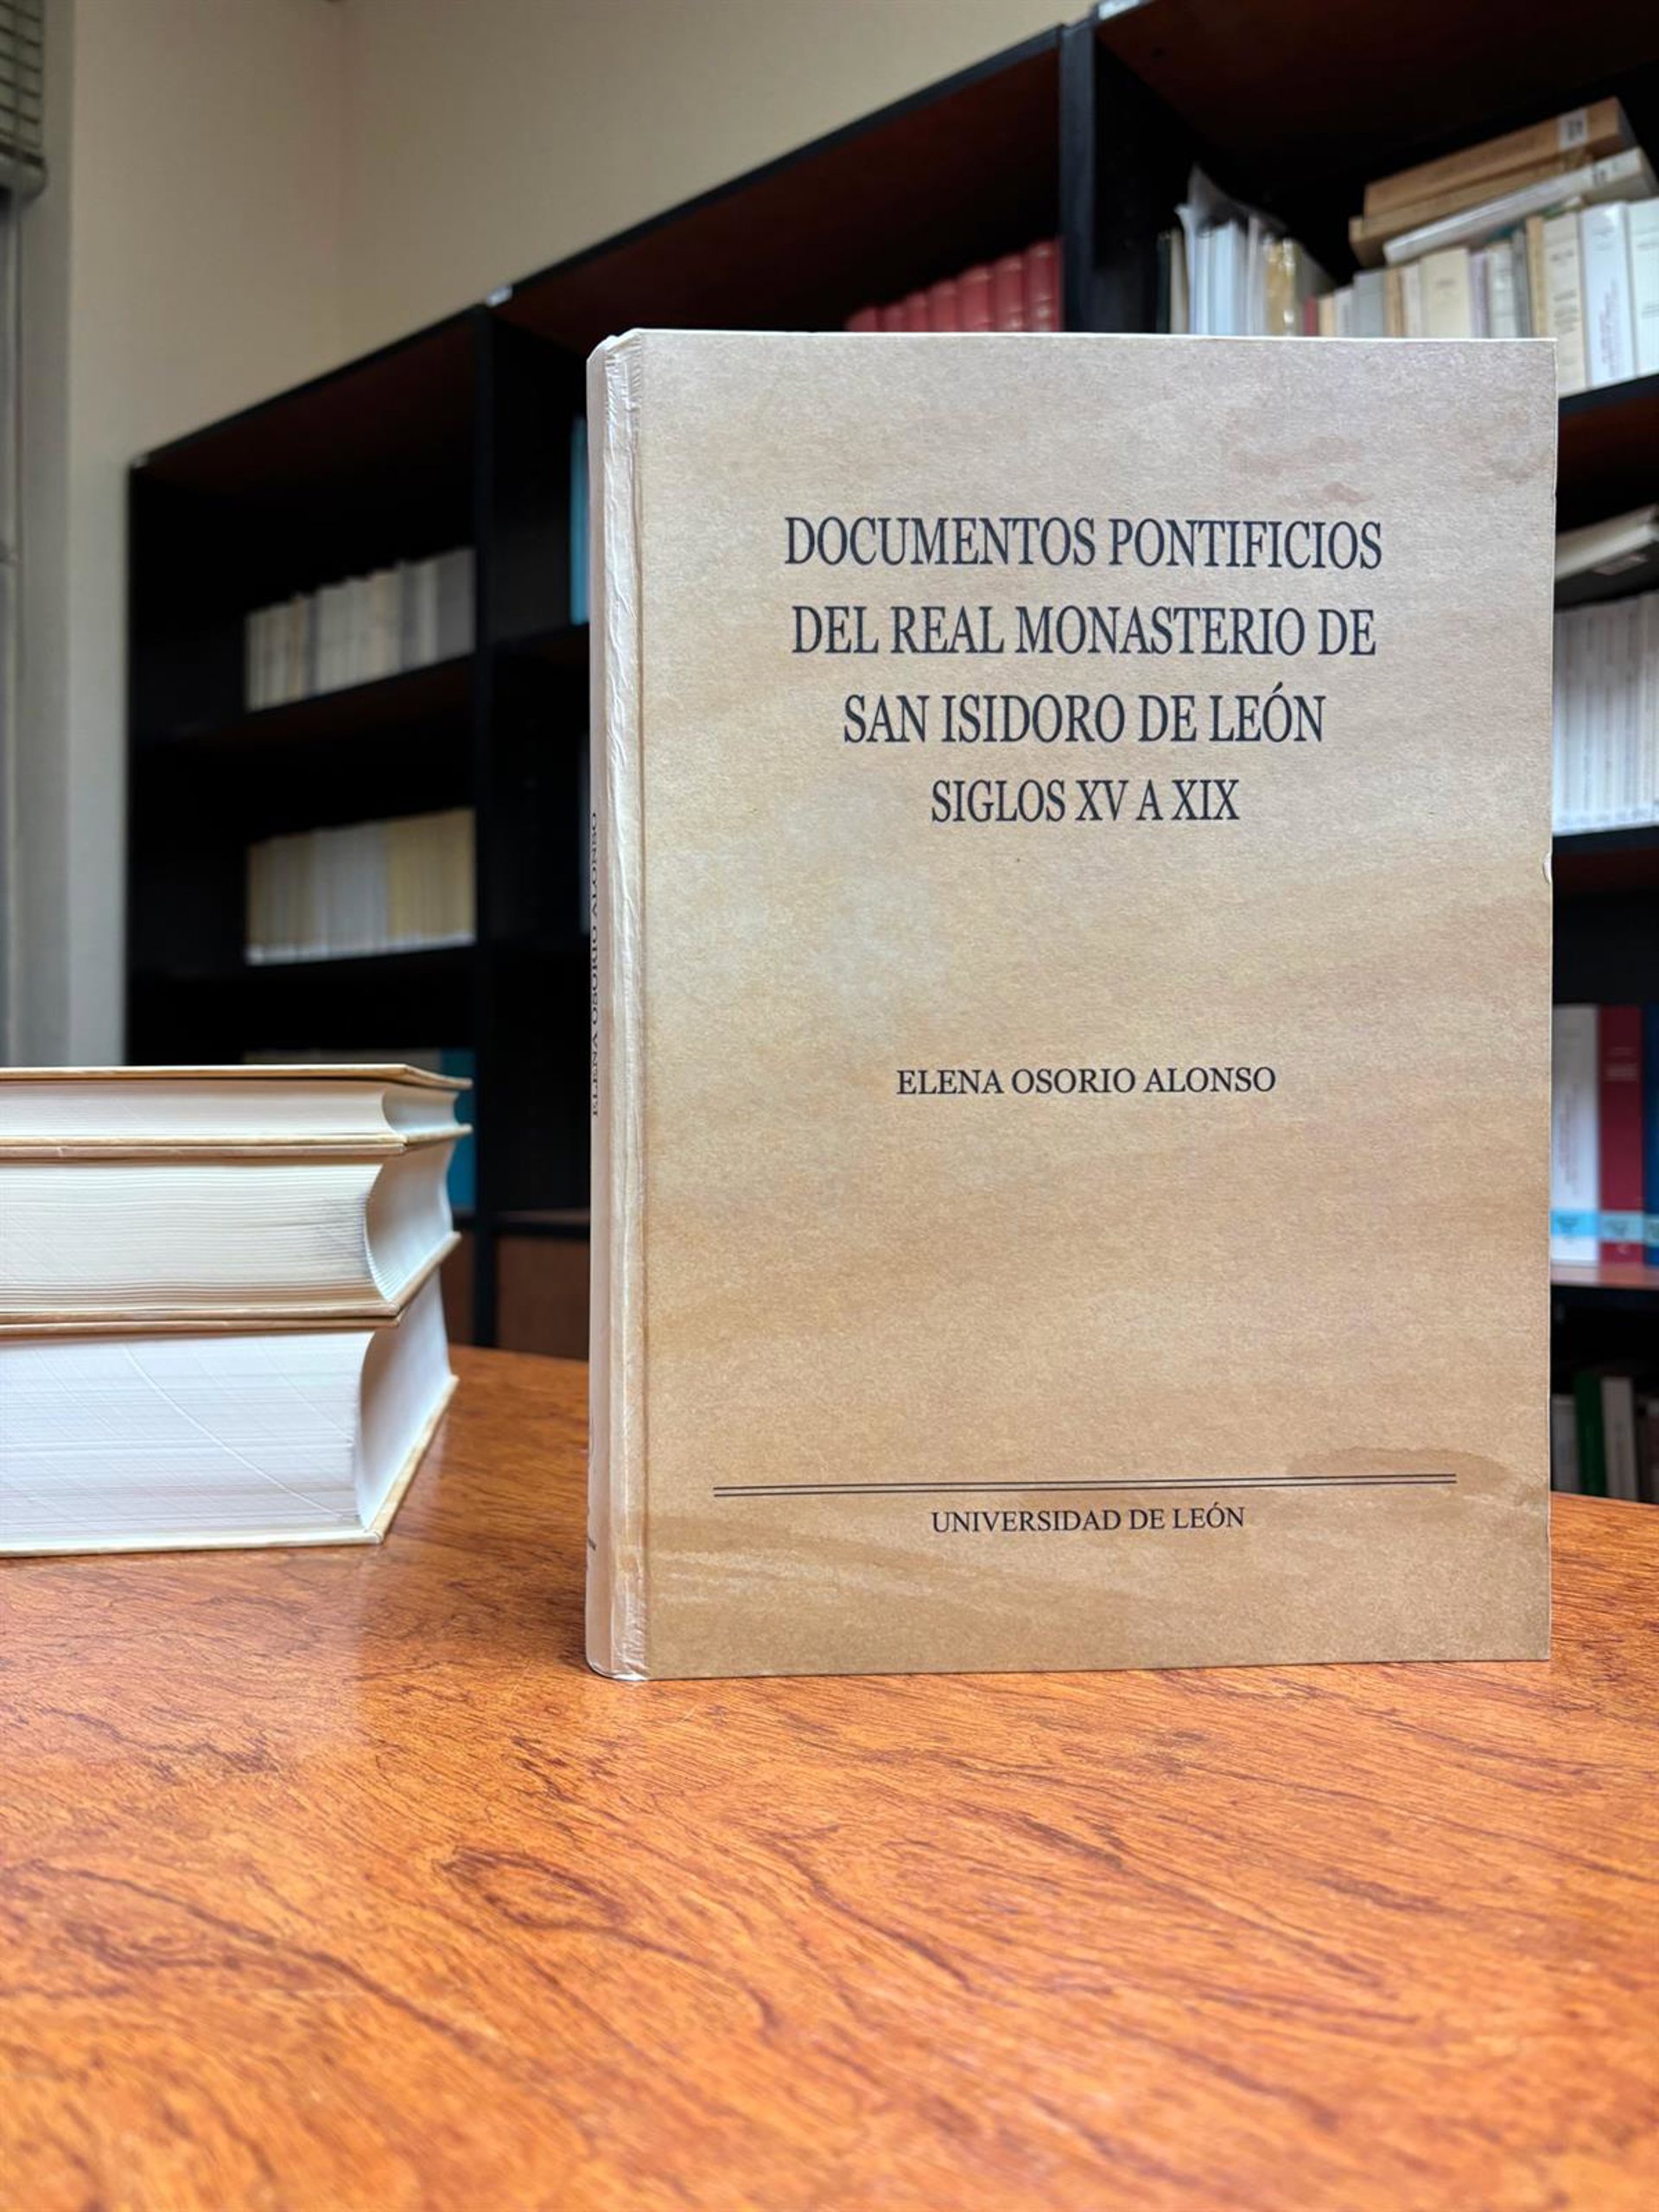 DOCUMENTOS PONTIFICIOS
DEL REAL MONASTERIO DE
SAN ISIDORO DE LEÓN
SIGLOS XV A XIX
ELENA OSORIO ALONSO
UNIVERSIDAD DE LEÓN
ELENA OSORIO ALONSO